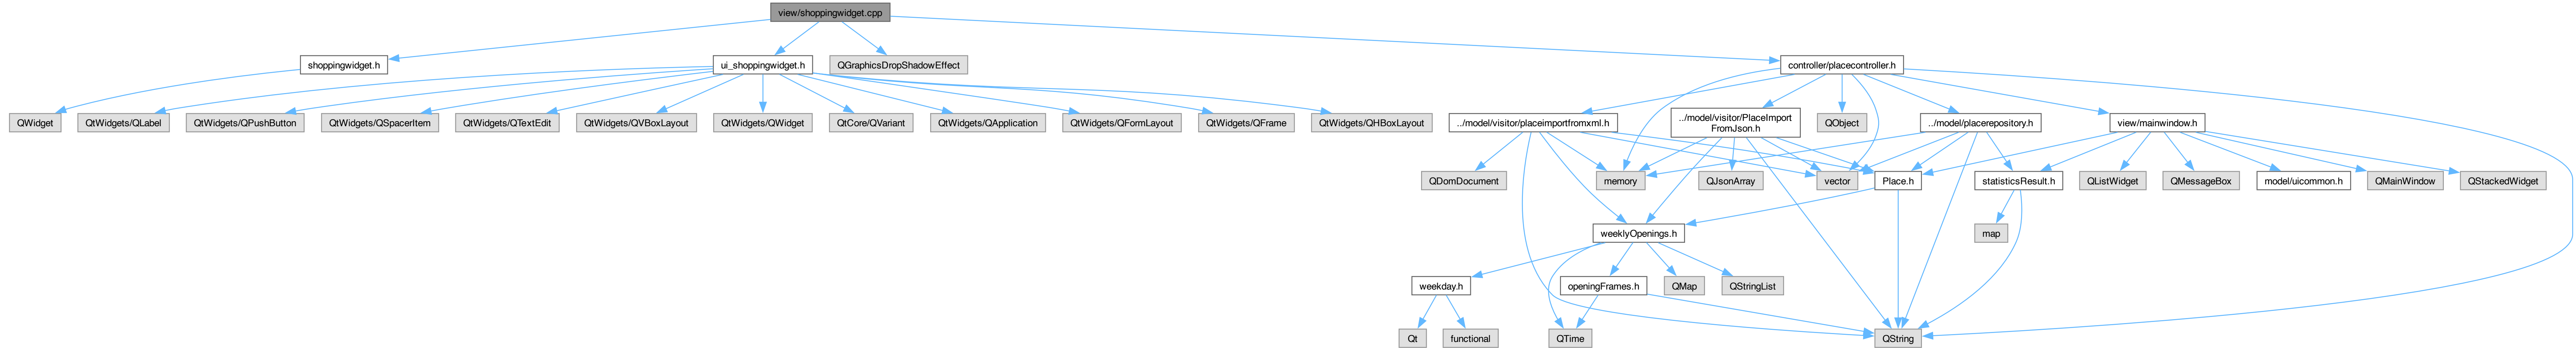 view/shoppingwidget.cpp
shoppingwidget.h
ui_shoppingwidget.h
QGraphicsDropShadowEffect
controller/placecontroller.h
QWidget
QtWidgets/QLabel
QtWidgets/QPushButton
QtWidgets/QSpacerItem
QtWidgets/QTextEdit
QtWidgets/QVBoxLayout
QtWidgets/QWidget
QtCore/QVariant
QtWidgets/QApplication
QtWidgets/QFormLayout
QtWidgets/QFrame
QtWidgets/QHBoxLayout
../model/visitor/placeimportfromxml.h
../model/visitor/PlaceImport
FromJson.h
QObject
../model/placerepository.h
view/mainwindow.h
QDomDocument
memory
QJsonArray
vector
Place.h
statisticsResult.h
QListWidget
QMessageBox
model/uicommon.h
QMainWindow
QStackedWidget
weeklyOpenings.h
map
weekday.h
openingFrames.h
QMap
QStringList
Qt
functional
QTime
QString